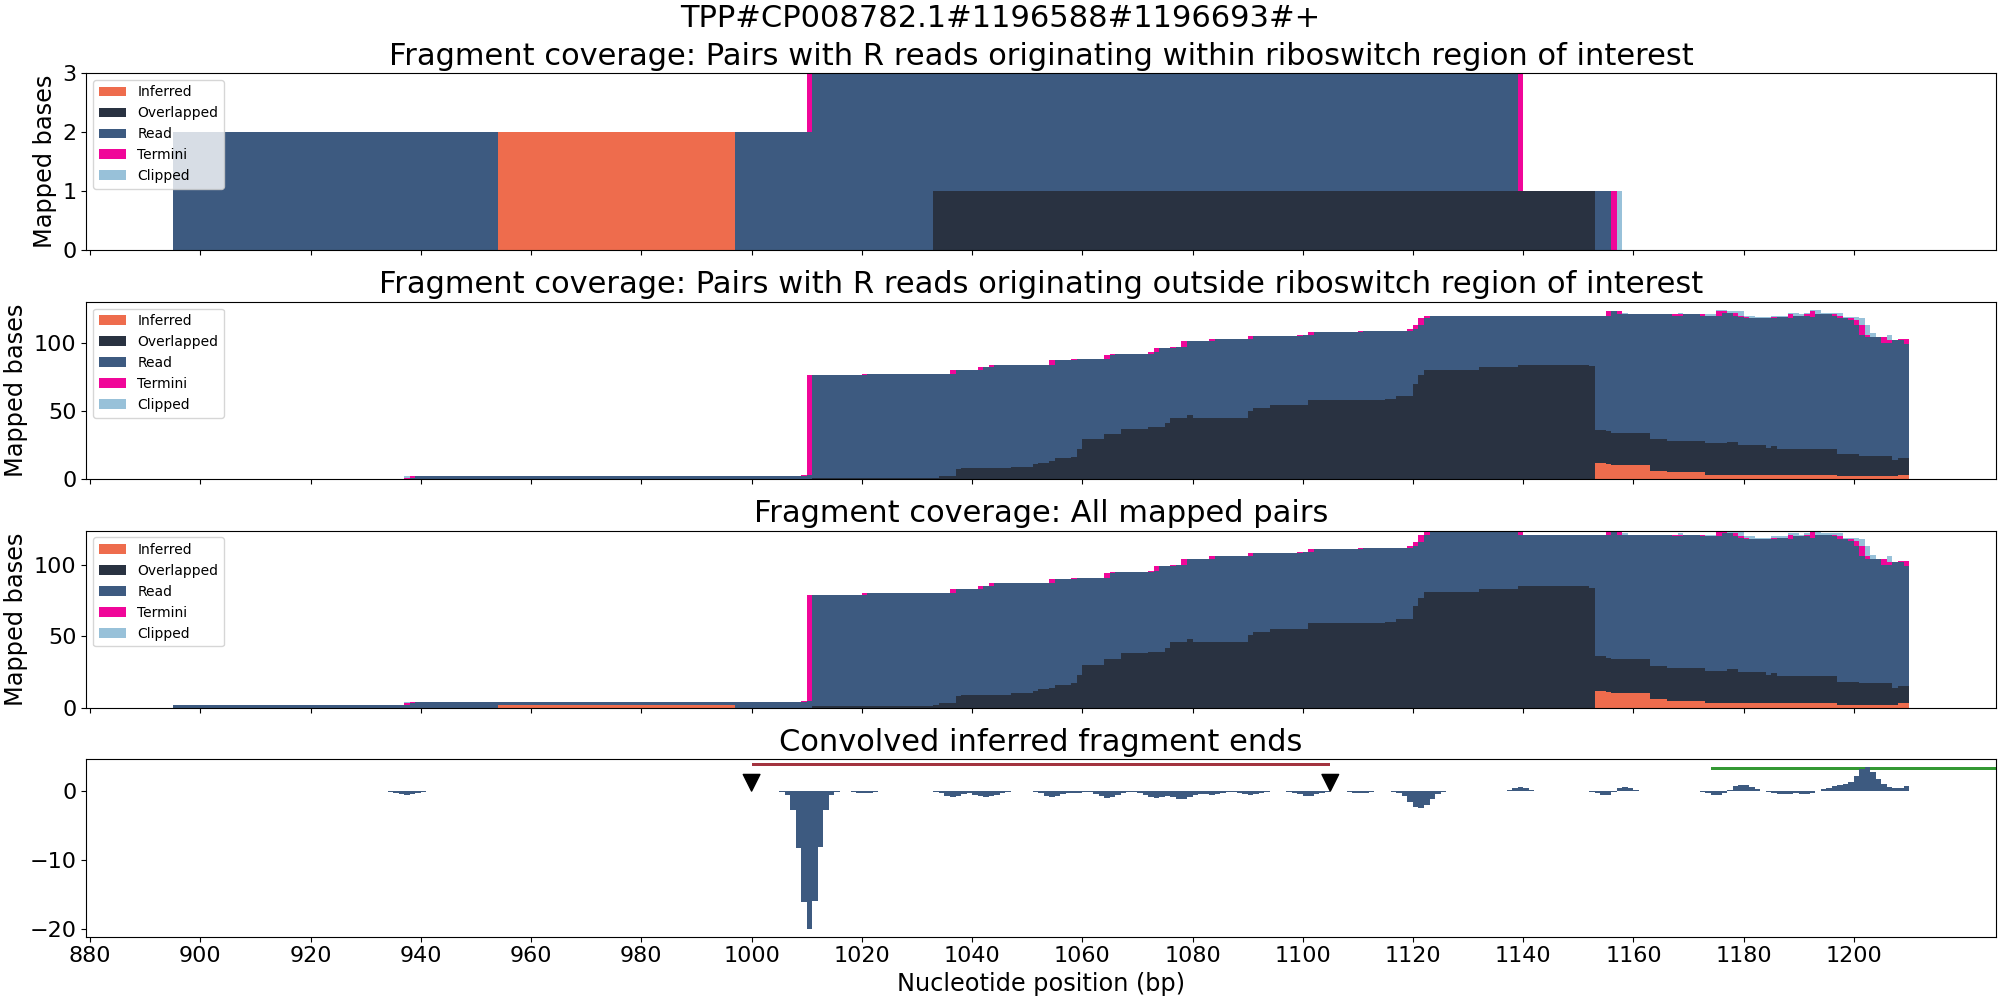 TPP#CP008782.1#1196588#1196693#+
Fragment coverage: Pairs with R reads originating within riboswitch region of interest
Mapped bases
3
2
1
0
Inferred
Overlapped
Read
Termini
Clipped
Fragment coverage: Pairs with R reads originating outside riboswitch region of interest
Mapped bases
100
50
0
Inferred
Overlapped
Read
Termini
Clipped
Fragment coverage: All mapped pairs
Mapped bases
100
50
0
Inferred
Overlapped
Read
Termini
Clipped
Convolved inferred fragment ends
0
−10
−20
880 900 920 940 960 980 1000 1020 1040 1060 1080 1100 1120 1140 1160 1180 1200
Nucleotide position (bp)